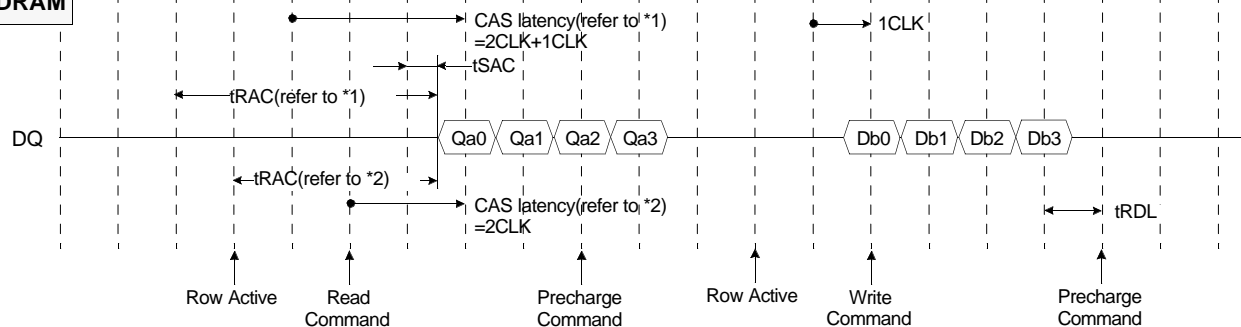 DRAM
CAS latency(refer to *1)
=2CLK+1CLK
1CLK
tSAC
tRAC(refer to *1)
DQ
Qa0 Qa1 Qa2 Qa3
Db0 Db1 Db2 Db3
tRAC(refer to *2)
CAS latency(refer to *2)
=2CLK
tRDL
Row Active
Read
Command
Precharge
Command
Row Active
Write
Command
Precharge
Command